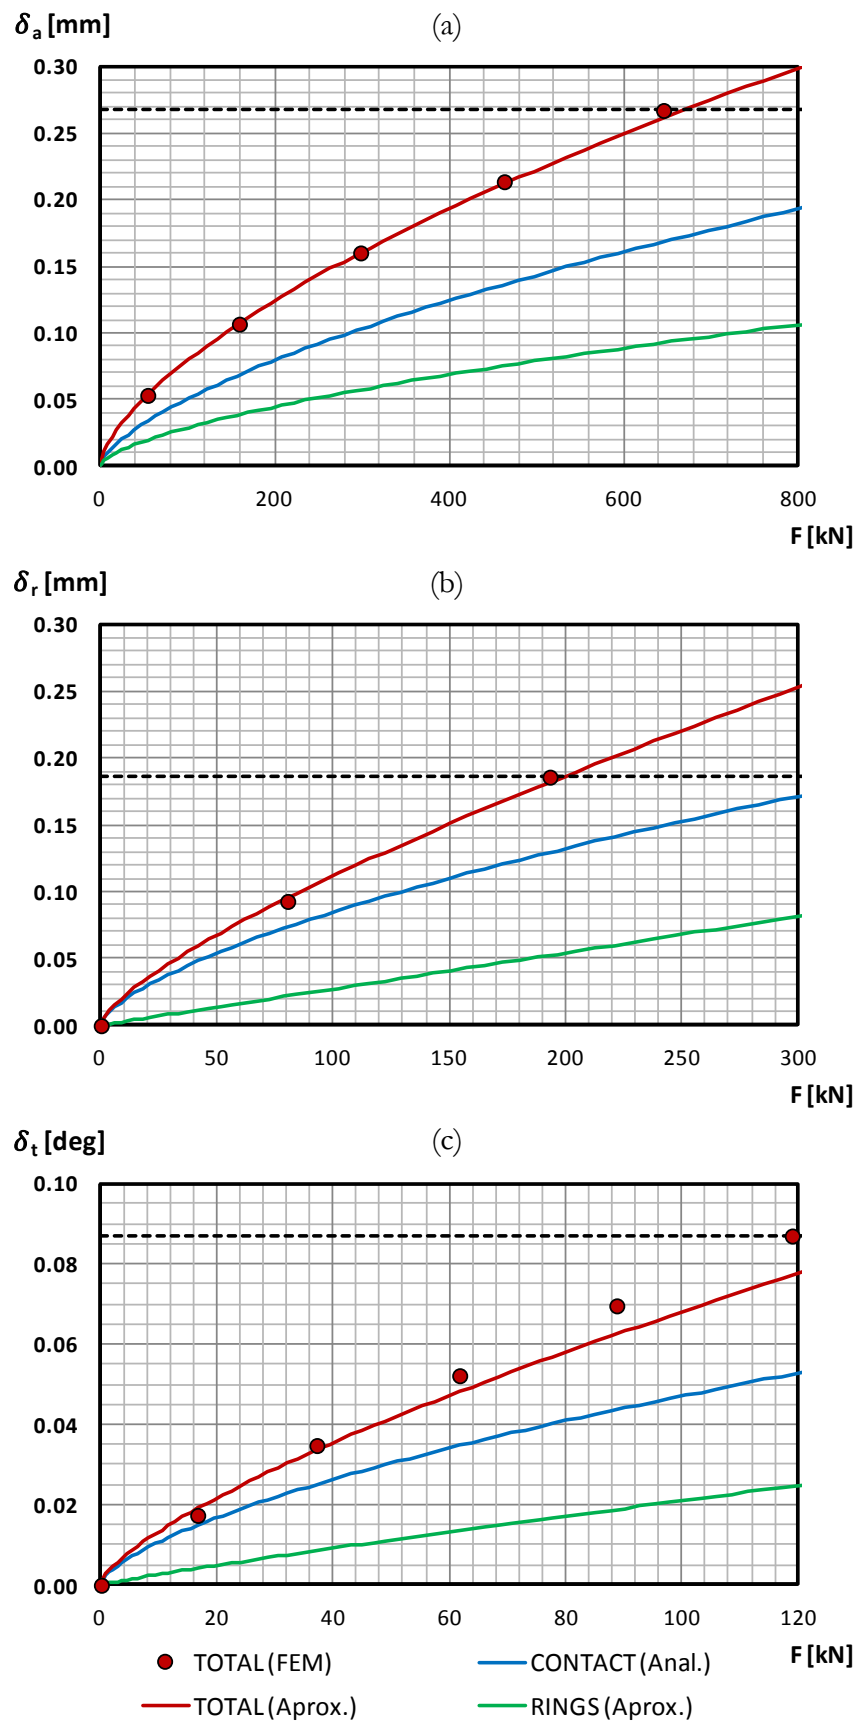 δa [mm]
(a)
0.30
0.25
0.20
0.15
0.10
0.05
0.00
0 200 400 600 800
F [kN]
δr [mm]
(b)
0.30
0.25
0.20
0.15
0.10
0.05
0.00
0 50 100 150 200 250 300
F [kN]
δt [deg]
(c)
0.10
0.08
0.06
0.04
0.02
0.00
0 20 40 60 80 100 120
F [kN]
TOTAL (FEM) CONTACT (Anal.)
TOTAL (Aprox.) RINGS (Aprox.)